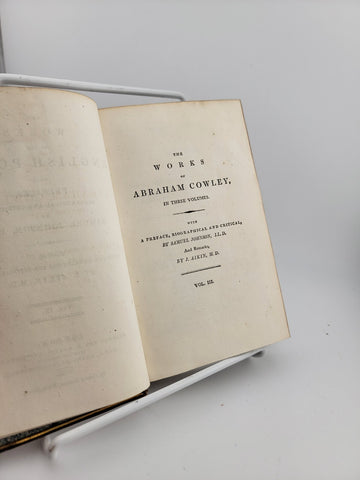 THE
WORKS
OF
ABRAHAM COWLEY,
IN THREE VOLUMES.
WITH
A PREFACE, BIOGRAPHICAL AND CRITICAL,
BY SAMUEL JOHNSON, LL.D.
And Remarks,
BY J. AIKIN, M.D.
VOL. III.